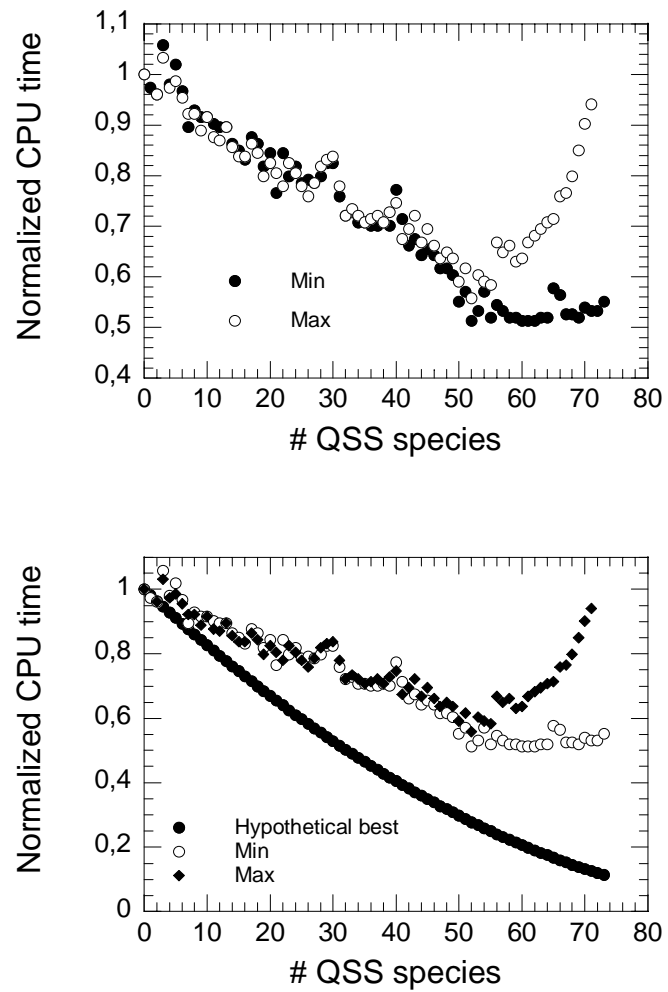 1,1
1
0,9
0,8
0,7
0,6
0,5
0,4
Normalized CPU time
Min
Max
0 10 20 30 40 50 60 70 80
# QSS species
1
0,8
0,6
0,4
0,2
0
Normalized CPU time
Hypothetical best
Min
Max
0 10 20 30 40 50 60 70 80
# QSS species